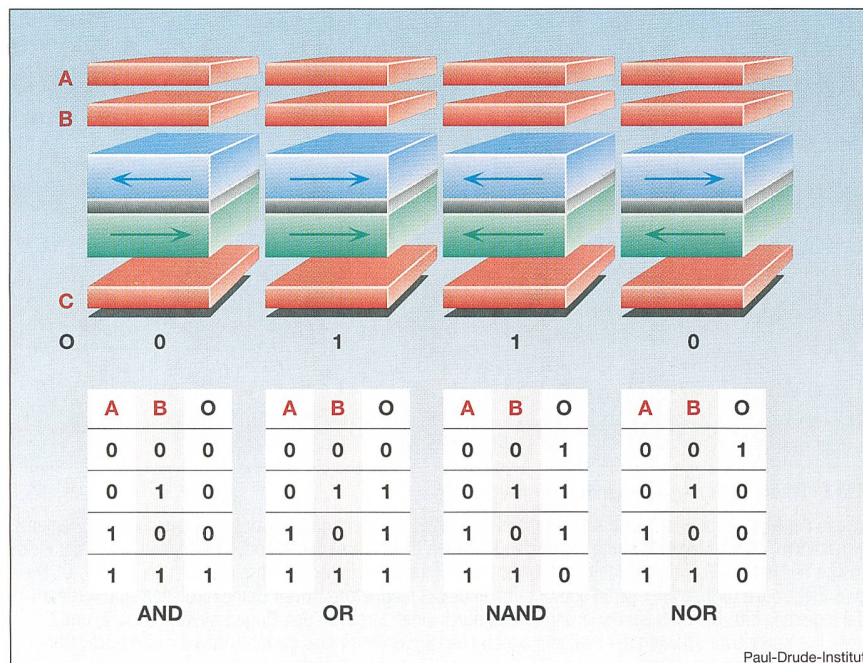 A
B
C
O 0 1 1 0
A B O A B O A B O A B O
0 0 0 0 0 0 0 0 1 0 0 1
0 1 0 0 1 1 0 1 1 0 1 0
1 0 0 1 0 1 1 0 1 1 0 0
1 1 1 1 1 1 1 1 0 1 1 0
AND OR NAND NOR
Paul-Drude-Institut